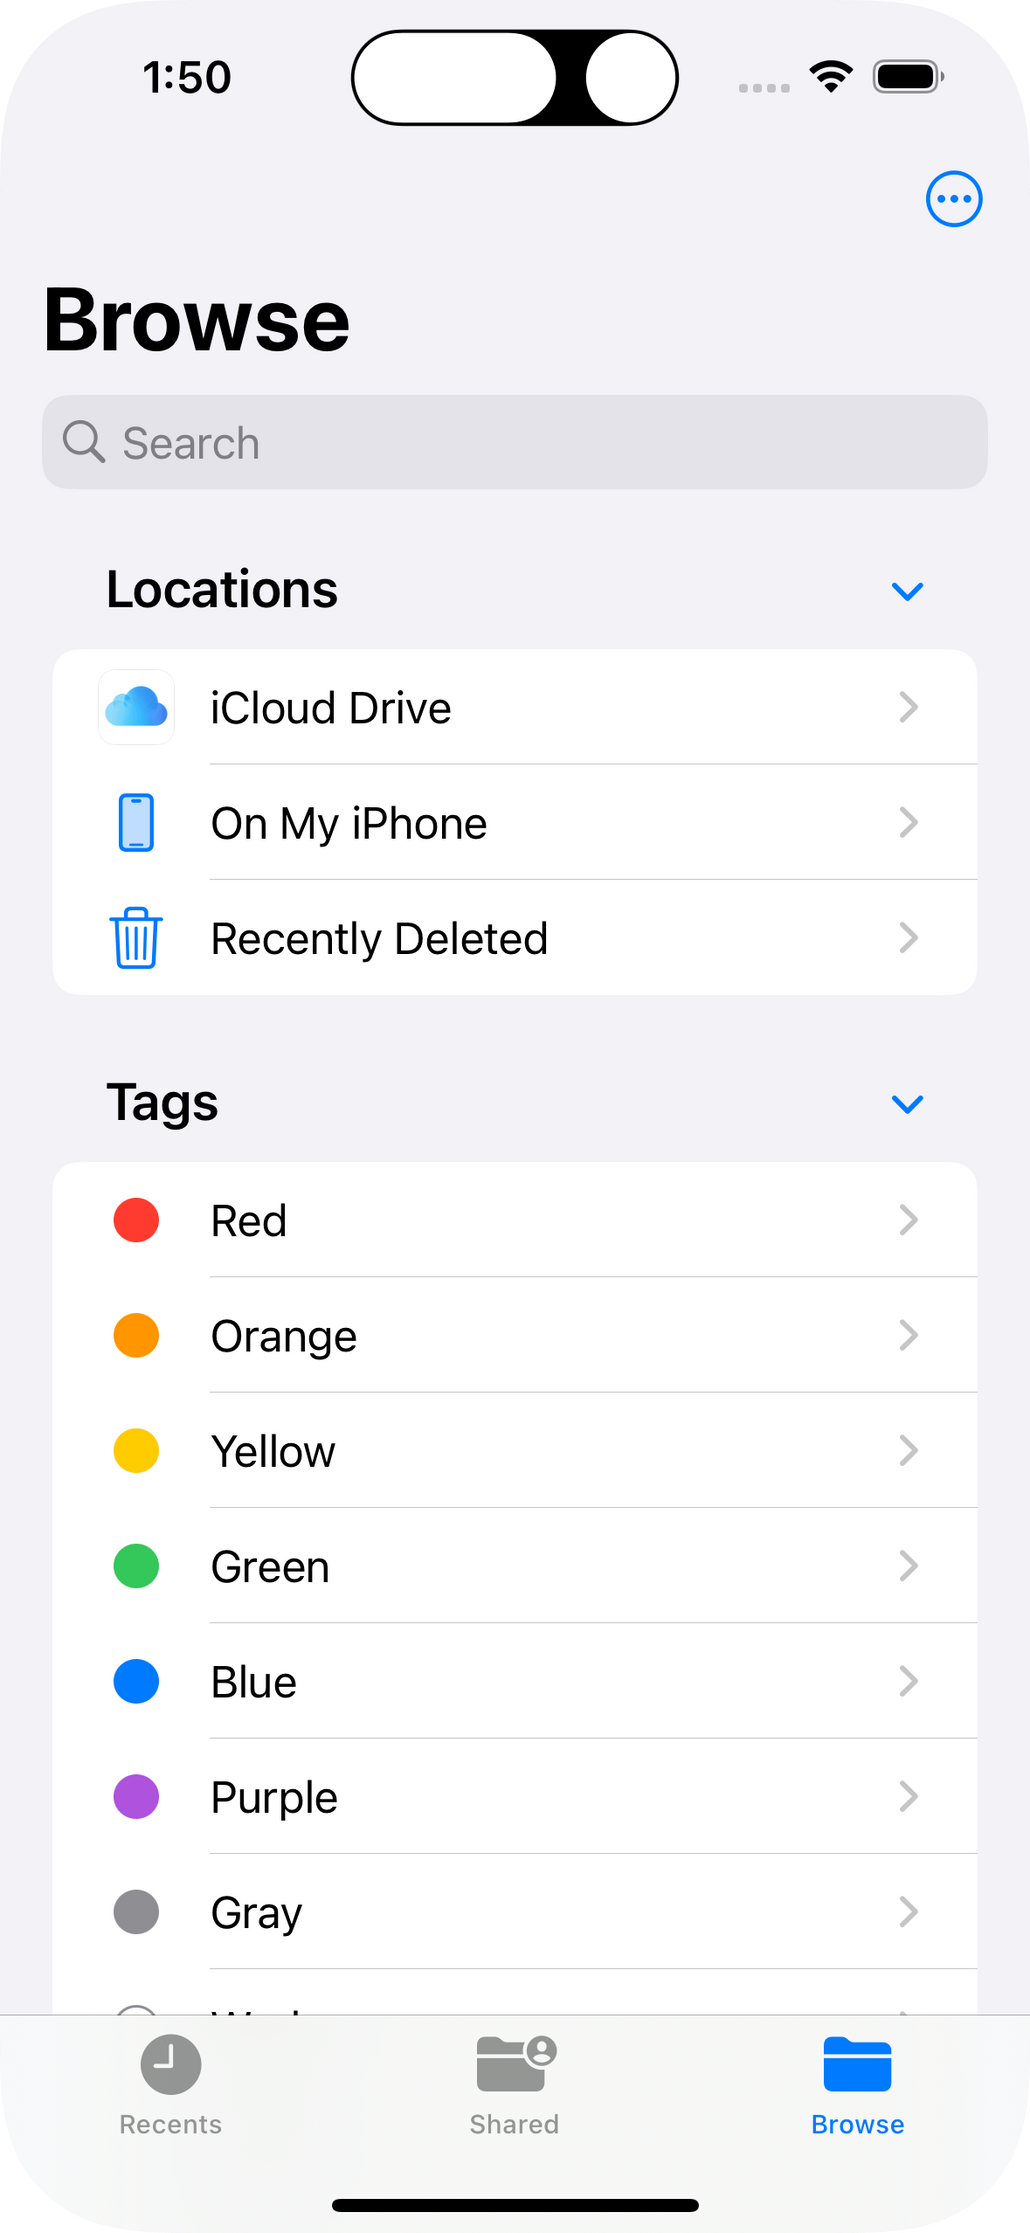 1:50
Browse
Search
Locations
iCloud Drive
On My iPhone
Recently Deleted
Tags
Red
Orange
Yellow
Green
Blue
Purple
Gray
Recents
Shared
Browse